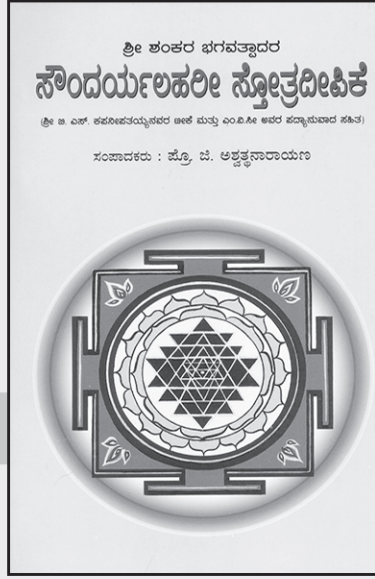 ಶ್ರೀ ಶಂಕರ ಭಗವತ್ಪಾದರ
ಸೌಂದರ್ಯಲಹರೀ ಸ್ತೋತ್ರದೀಪಿಕೆ
(ಶ್ರೀ ಜಿ. ಎಸ್. ಕಪನೀಪತಯ್ಯನವರ ಟೀಕೆ ಮತ್ತು ಎಂ.ವಿ.ಸೀ ಅವರ ಪದ್ಯಾನುವಾದ ಸಹಿತ)
ಸಂಪಾದಕರು : ಪ್ರೊ. ಜಿ. ಅಶ್ವತ್ಥನಾರಾಯಣ